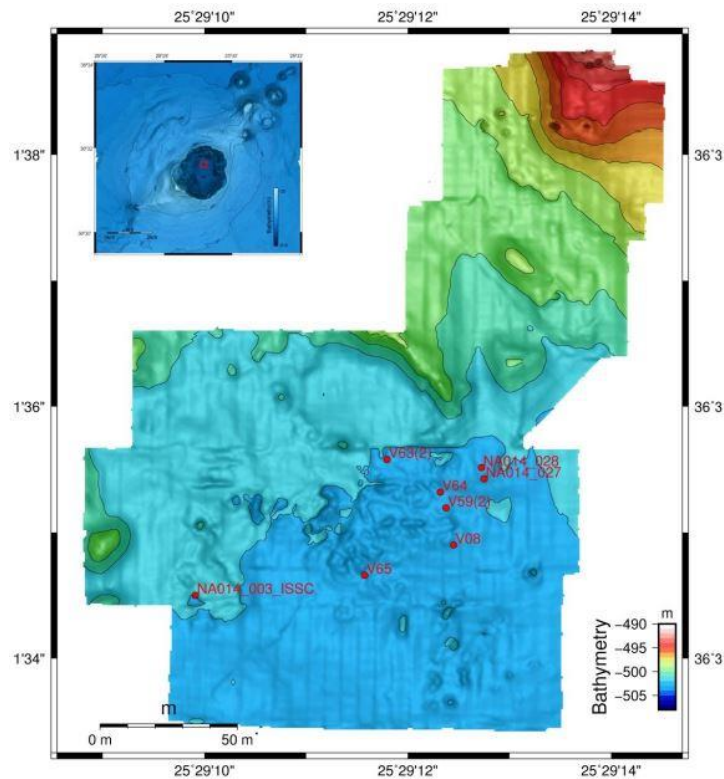 25°29'10" 25°29'12" 25°29'14"
1'38" 36°3
1'36" 36°3
V63(2)
NA014_028
NA014_027
V64
V59(2)
V08
V65
NA014_003_ISSC.
m
−490
−495
−500
−505
Bathymetry
1'34" 36°3
m
0 m 50 m
25°29'10" 25°29'12" 25°29'14"